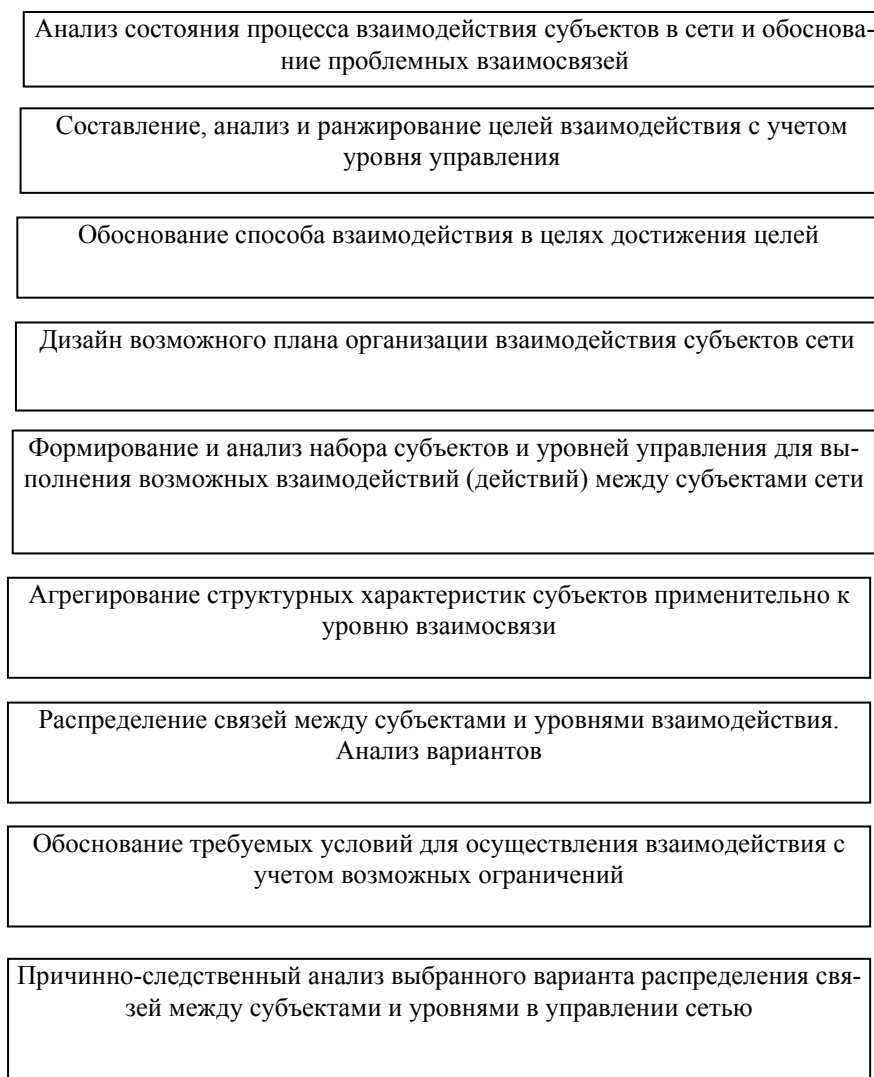 Анализ состояния процесса взаимодействия субъектов в сети и обоснова-
ние проблемных взаимосвязей
Составление, анализ и ранжирование целей взаимодействия с учетом
уровня управления
Обоснование способа взаимодействия в целях достижения целей
Дизайн возможного плана организации взаимодействия субъектов сети
Формирование и анализ набора субъектов и уровней управления для вы-
полнения возможных взаимодействий (действий) между субъектами сети
Агрегирование структурных характеристик субъектов применительно к
уровню взаимосвязи
Распределение связей между субъектами и уровнями взаимодействия.
Анализ вариантов
Обоснование требуемых условий для осуществления взаимодействия с
учетом возможных ограничений
Причинно-следственный анализ выбранного варианта распределения свя-
зей между субъектами и уровнями в управлении сетью